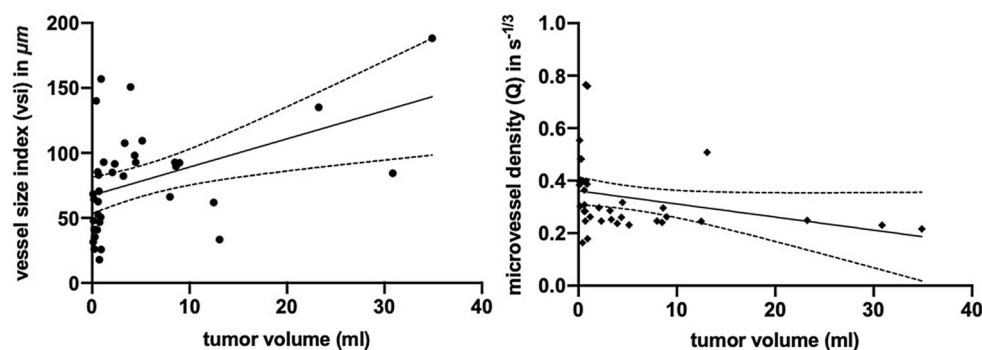 vessel size index (vsi) in µm
200
150
100
50
0
0 10 20 30 40
tumor volume (ml)
microvessel density (Q) in s-1/3
1.0
0.8
0.6
0.4
0.2
0.0
0 10 20 30 40
tumor volume (ml)